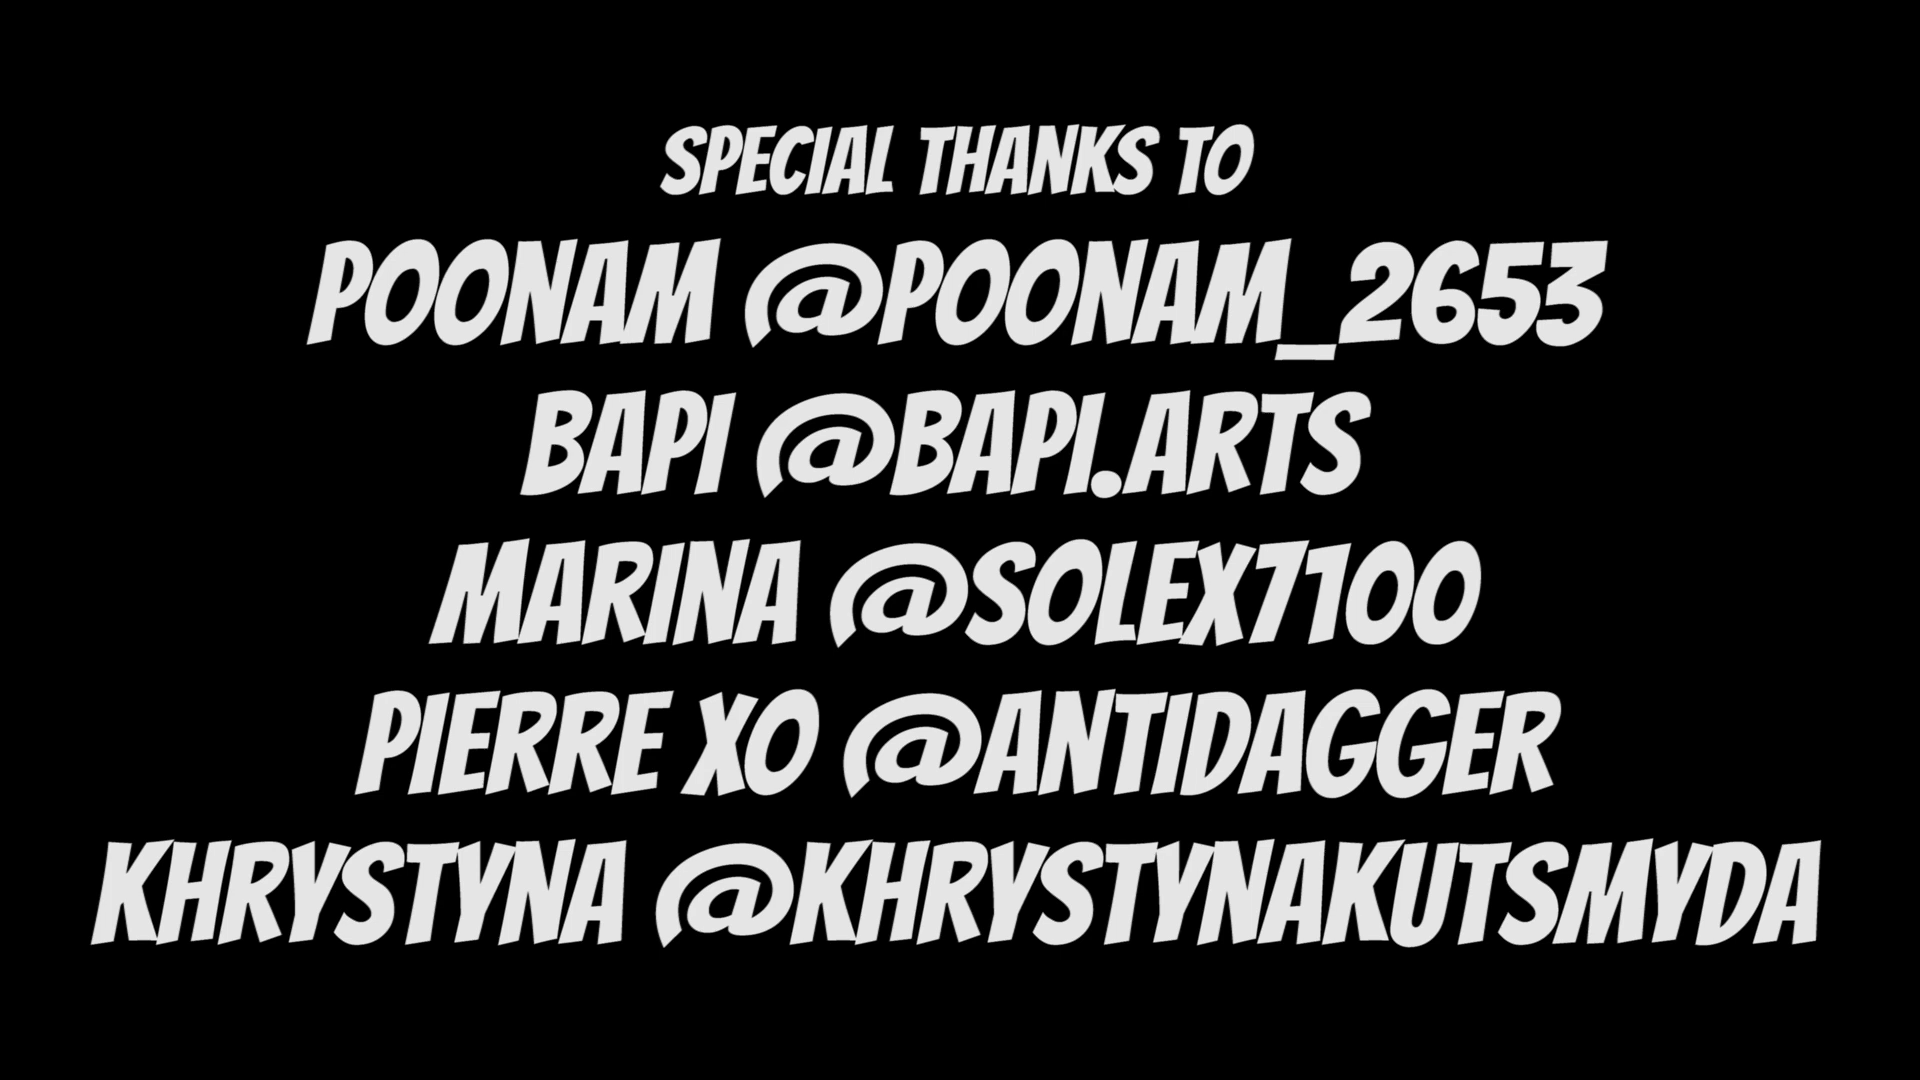 SPECIAL THANKS TO
POONAM @POONAM_2653
BAPI @BAPI.ARTS
MARINA @SOLEX7100
PIERRE XO @ANTIDAGGER
KHRYSTYNA @KHRYSTYNAKUTSMYDA